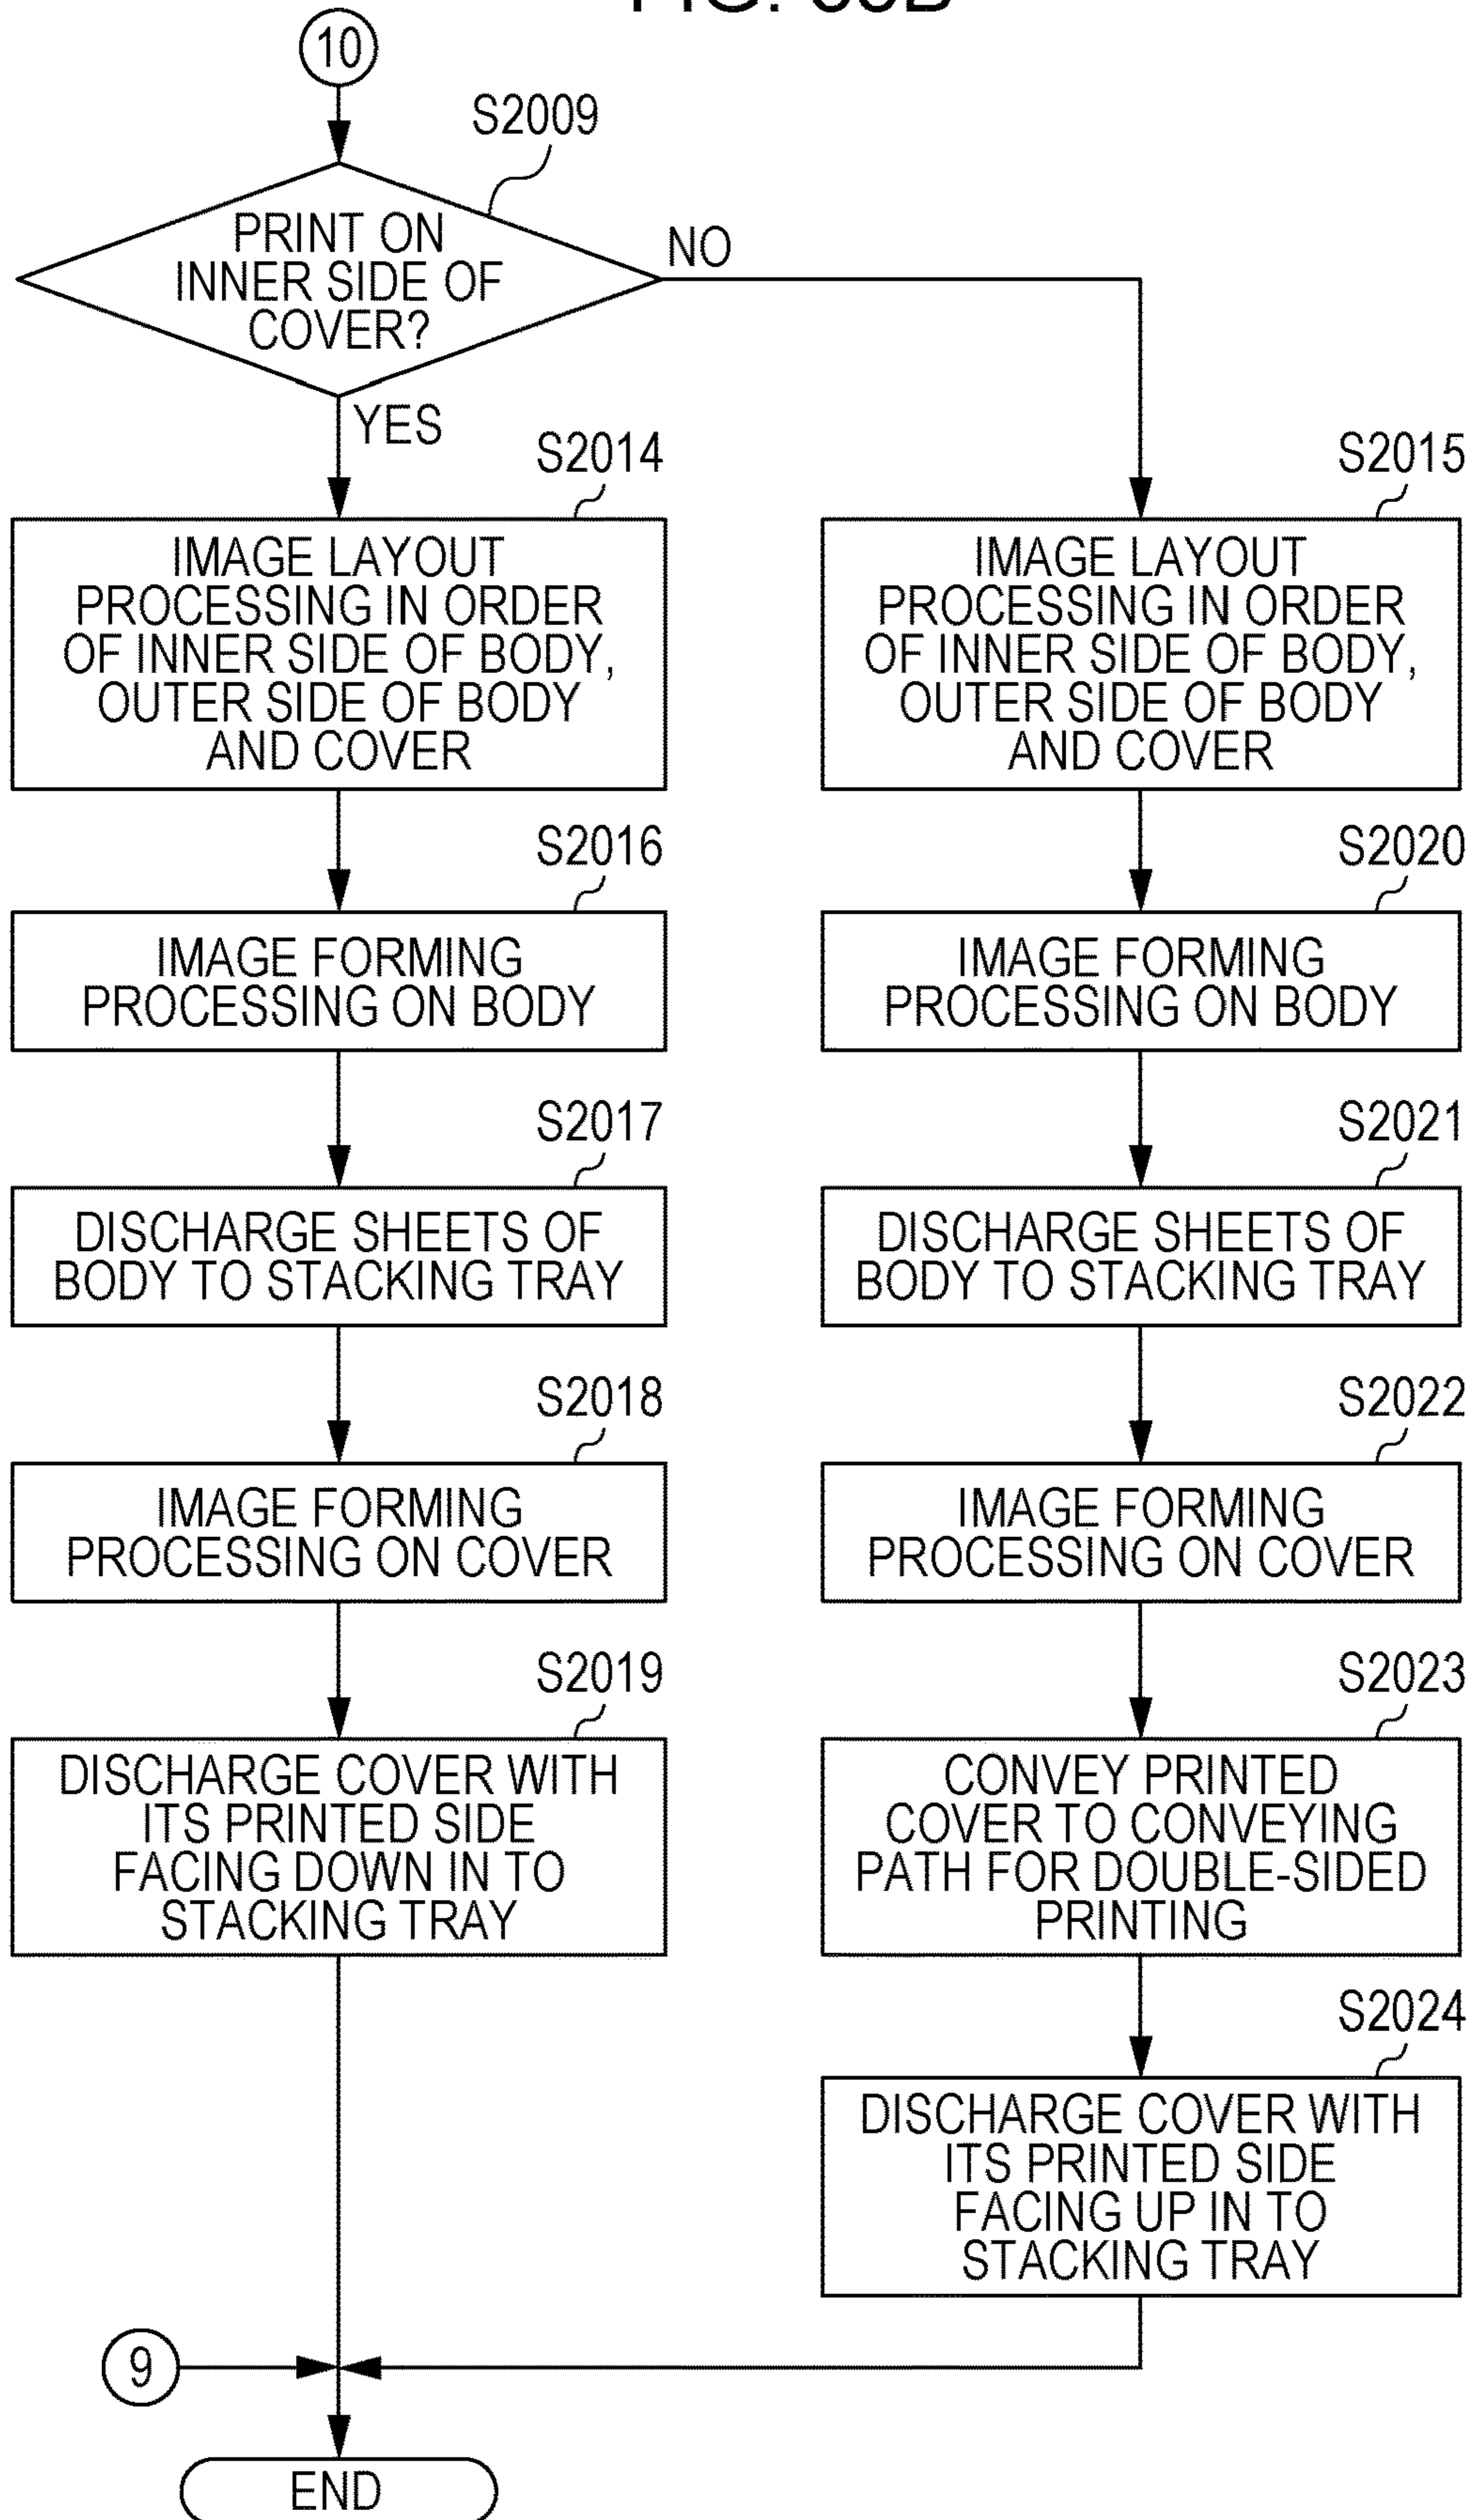 FIG.
10
S2009
PRINT ON
INNER SIDE OF
COVER?
NO
YES
S2014
IMAGE LAYOUT
PROCESSING IN ORDER
OF INNER SIDE OF BODY,
OUTER SIDE OF BODY
AND COVER
S2015
IMAGE LAYOUT
PROCESSING IN ORDER
OF INNER SIDE OF BODY,
OUTER SIDE OF BODY
AND COVER
S2016
IMAGE FORMING
PROCESSING ON BODY
S2020
IMAGE FORMING
PROCESSING ON BODY
S2017
DISCHARGE SHEETS OF
BODY TO STACKING TRAY
S2021
DISCHARGE SHEETS OF
BODY TO STACKING TRAY
S2018
IMAGE FORMING
PROCESSING ON COVER
S2022
IMAGE FORMING
PROCESSING ON COVER
S2019
DISCHARGE COVER WITH
ITS PRINTED SIDE
FACING DOWN IN TO
STACKING TRAY
S2023
CONVEY PRINTED
COVER TO CONVEYING
PATH FOR DOUBLE-SIDED
PRINTING
S2024
DISCHARGE COVER WITH
ITS PRINTED SIDE
FACING UP IN TO
STACKING TRAY
9
END